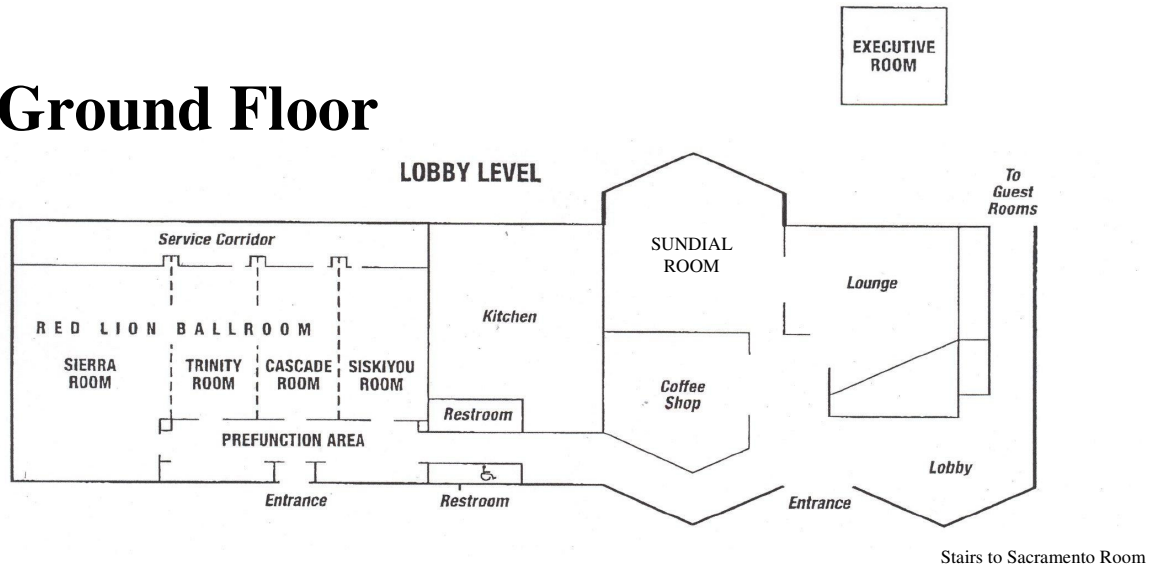 EXECUTIVE
ROOM
Ground Floor
LOBBY LEVEL
To
Guest
Rooms
Service Corridor
SUNDIAL
ROOM
Lounge
Kitchen
RED LION BALLROOM
SIERRA
ROOM
TRINITY
ROOM
CASCADE
ROOM
SISKIYOU
ROOM
Coffee
Shop
Restroom
PREFUNCTION AREA
Lobby
Entrance
Restroom
Entrance
Stairs to Sacramento Room